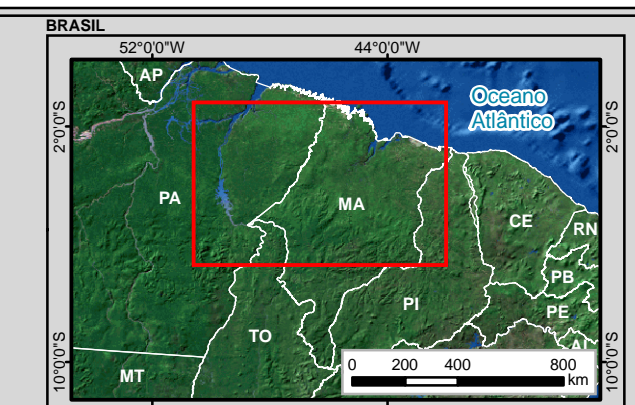 BRASIL
52°0'0"W 44°0'0"W
AP
Oceano
Atlântico
2°0'0"S 2°0'0"S
PA
MA
CE
RN
PB
PI
PE
TO
AL
0 200 400 800
km
MT
10°0'0"S 10°0'0"S